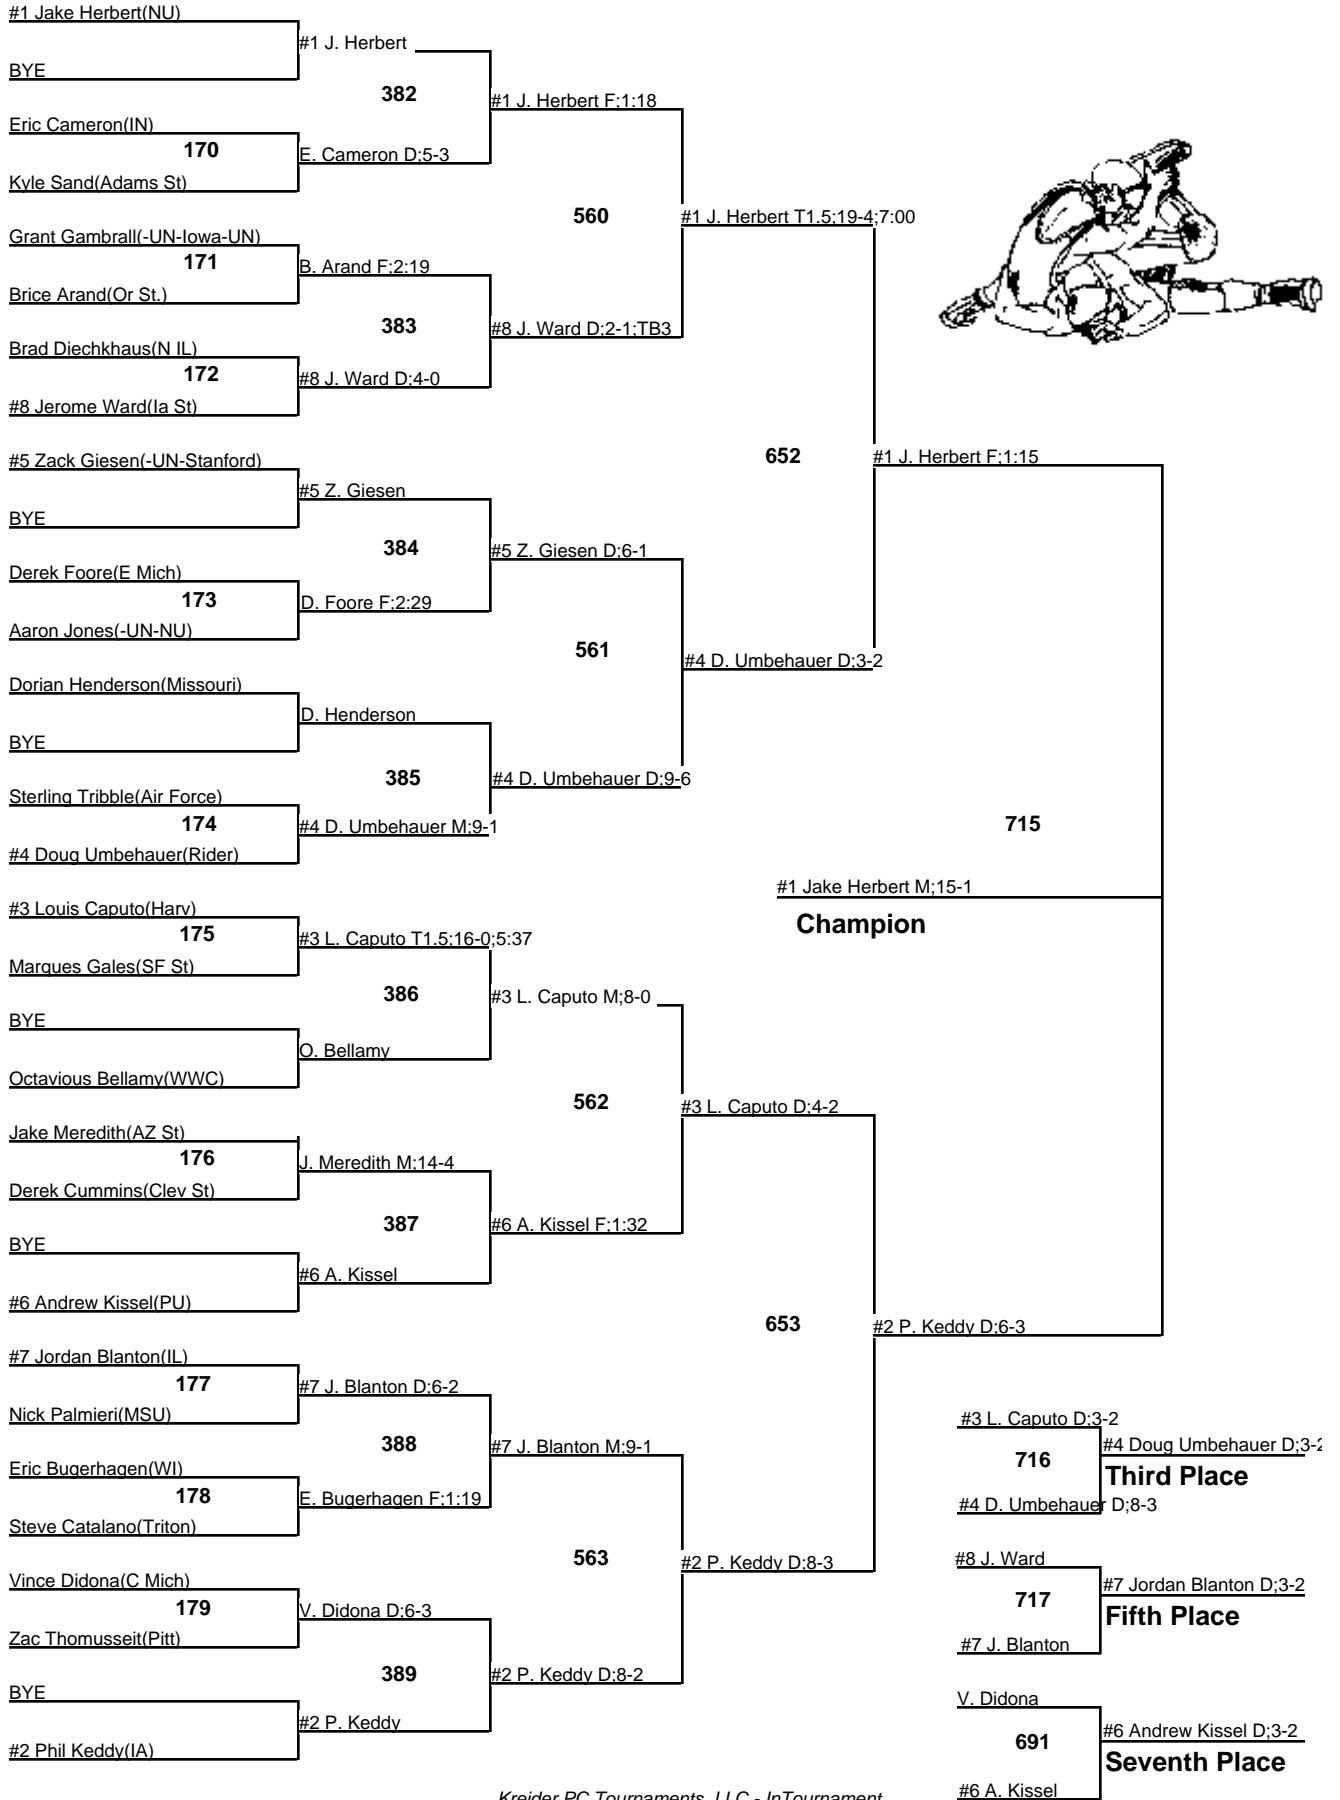 #1 Jake Herbert(NU)
#1 J. Herbert
BYE
382
#1 J. Herbert F;1:18
Eric Cameron(IN)
170
E. Cameron D;5-3
Kyle Sand(Adams St)
560
#1 J. Herbert T1.5;19-4;7:00
Grant Gambrall(-UN-Iowa-UN)
171
B. Arand F;2:19
Brice Arand(Or St.)
383
#8 J. Ward D;2-1;TB3
Brad Diechkhaus(N IL)
172
#8 J. Ward D;4-0
#8 Jerome Ward(Ia St)
652
#1 J. Herbert F;1:15
#5 Zack Giesen(-UN-Stanford)
#5 Z. Giesen
BYE
384
#5 Z. Giesen D;6-1
Derek Foore(E Mich)
173
D. Foore F;2:29
Aaron Jones(-UN-NU)
561
#4 D. Umbehauer D;3-2
Dorian Henderson(Missouri)
D. Henderson
BYE
385
#4 D. Umbehauer D;9-6
Sterling Tribble(Air Force)
174
#4 D. Umbehauer M;9-1
#4 Doug Umbehauer(Rider)
715
#1 Jake Herbert M;15-1
Champion
#3 Louis Caputo(Harv)
175
#3 L. Caputo T1.5;16-0;5:37
Marques Gales(SF St)
386
#3 L. Caputo M;8-0
BYE
O. Bellamy
Octavious Bellamy(WWC)
562
#3 L. Caputo D;4-2
Jake Meredith(AZ St)
176
J. Meredith M;14-4
Derek Cummins(Clev St)
387
#6 A. Kissel F;1:32
BYE
#6 A. Kissel
#6 Andrew Kissel(PU)
653
#2 P. Keddy D;6-3
#7 Jordan Blanton(IL)
177
#7 J. Blanton D;6-2
Nick Palmieri(MSU)
388
#7 J. Blanton M;9-1
Eric Bugerhagen(WI)
178
E. Bugerhagen F;1:19
Steve Catalano(Triton)
563
#2 P. Keddy D;8-3
Vince Didona(C Mich)
179
V. Didona D;6-3
Zac Thomusseit(Pitt)
389
#2 P. Keddy D;8-2
BYE
#2 P. Keddy
#2 Phil Keddy(IA)
#3 L. Caputo D;3-2
716
#4 Doug Umbehauer D;3-2
Third Place
#4 D. Umbehauer D;8-3
#8 J. Ward
717
#7 Jordan Blanton D;3-2
Fifth Place
#7 J. Blanton
V. Didona
691
#6 Andrew Kissel D;3-2
Seventh Place
#6 A. Kissel
Kreider PC Tournaments, LLC - InTournament